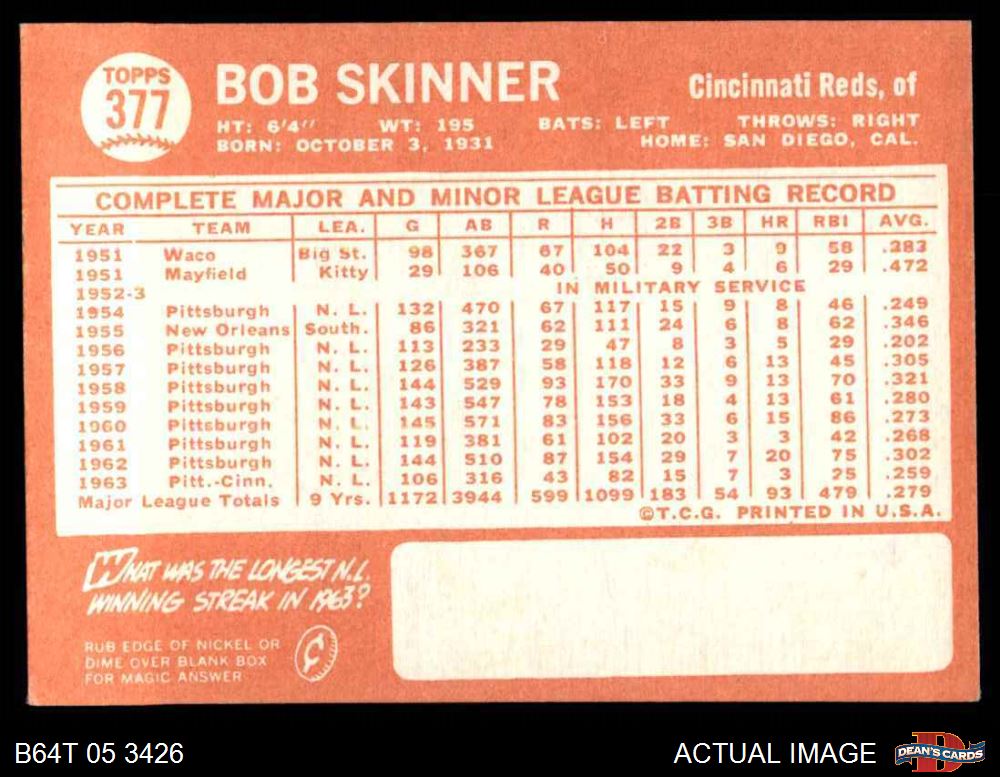 TOPPS
377
BOB SKINNER
Cincinnati Reds, of
HT: 6'4" WT: 195 BATS: LEFT THROWS: RIGHT
BORN: OCTOBER 3, 1931 HOME: SAN DIEGO, CAL.
COMPLETE MAJOR AND MINOR LEAGUE BATTING RECORD
YEAR TEAM LEA. G AB R H 2B 3B HR RBI AVG.
1951 Waco Big St. 98 367 67 104 22 3 9 58 .283
1951 Mayfield Kitty 29 106 40 50 9 4 6 29 .472
1952-3 IN MILITARY SERVICE
1954 Pittsburgh N. L. 132 470 67 117 15 9 8 46 .249
1955 New Orleans South. 86 321 62 111 24 6 8 62 .346
1956 Pittsburgh N. L. 113 233 29 47 8 3 5 29 .202
1957 Pittsburgh N. L. 126 387 58 118 12 6 13 45 .305
1958 Pittsburgh N. L. 144 529 93 170 33 9 13 70 .321
1959 Pittsburgh N. L. 143 547 78 153 18 4 13 61 .280
1960 Pittsburgh N. L. 145 571 83 156 33 6 15 86 .273
1961 Pittsburgh N. L. 119 381 61 102 20 3 3 42 .268
1962 Pittsburgh N. L. 144 510 87 154 29 7 20 75 .302
1963 Pitt.-Cinn. N. L. 106 316 43 82 15 7 3 25 .259
Major League Totals 9 Yrs. 1172 3944 599 1099 183 54 93 479 .279
©T.C.G. PRINTED IN U.S.A.
WHAT WAS THE LONGEST N.L.
WINNING STREAK IN 1963?
RUB EDGE OF NICKEL OR
DIME OVER BLANK BOX
FOR MAGIC ANSWER
B64T 05 3426 ACTUAL IMAGE
DEAN'S CARDS